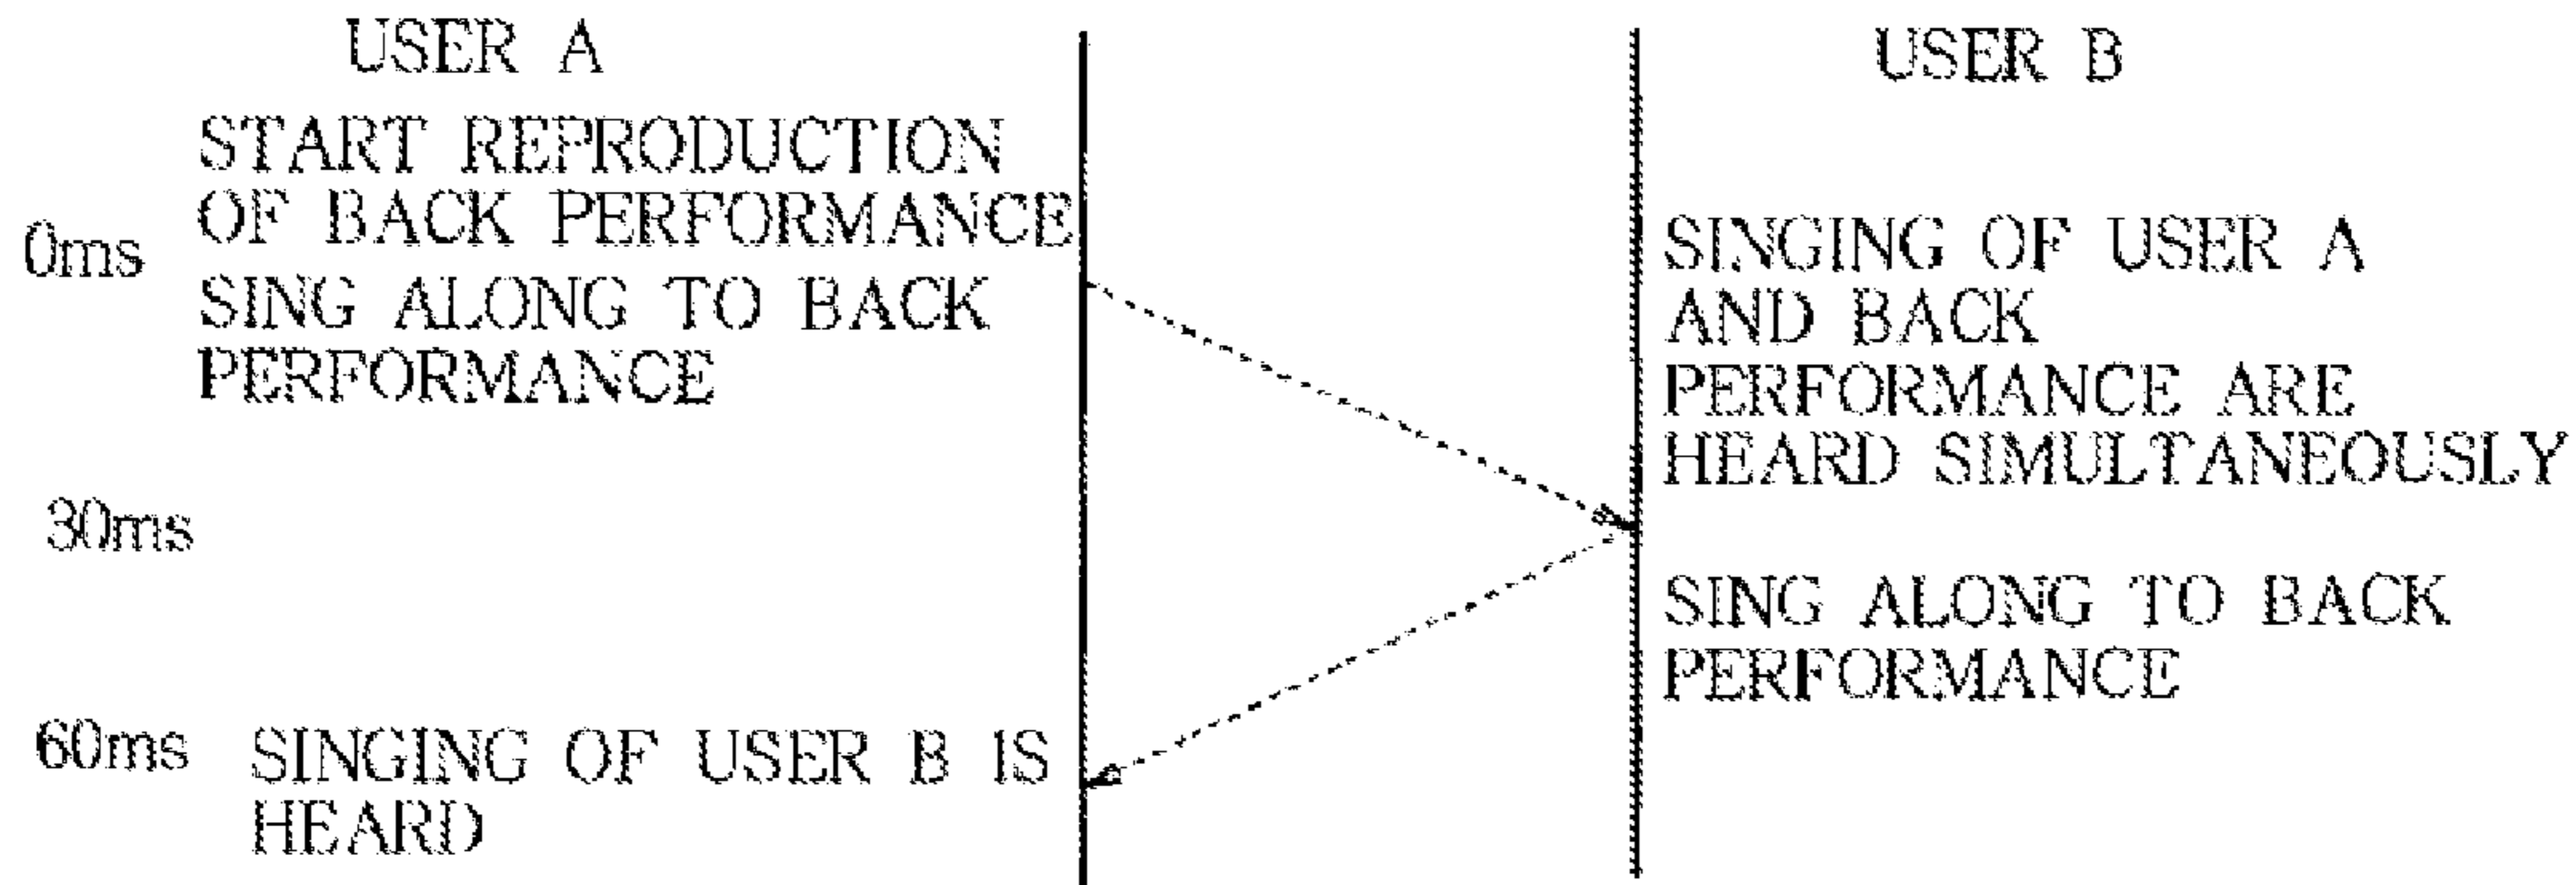 USER A
START REPRODUCTION
OF BACK PERFORMANCE
0ms
SING ALONG TO BACK
PERFORMANCE
30ms
60ms
SINGING OF USER B IS
HEARD
USER B
SINGING OF USER A
AND BACK
PERFORMANCE ARE
HEARD SIMULTANEOUSLY
SING ALONG TO BACK
PERFORMANCE